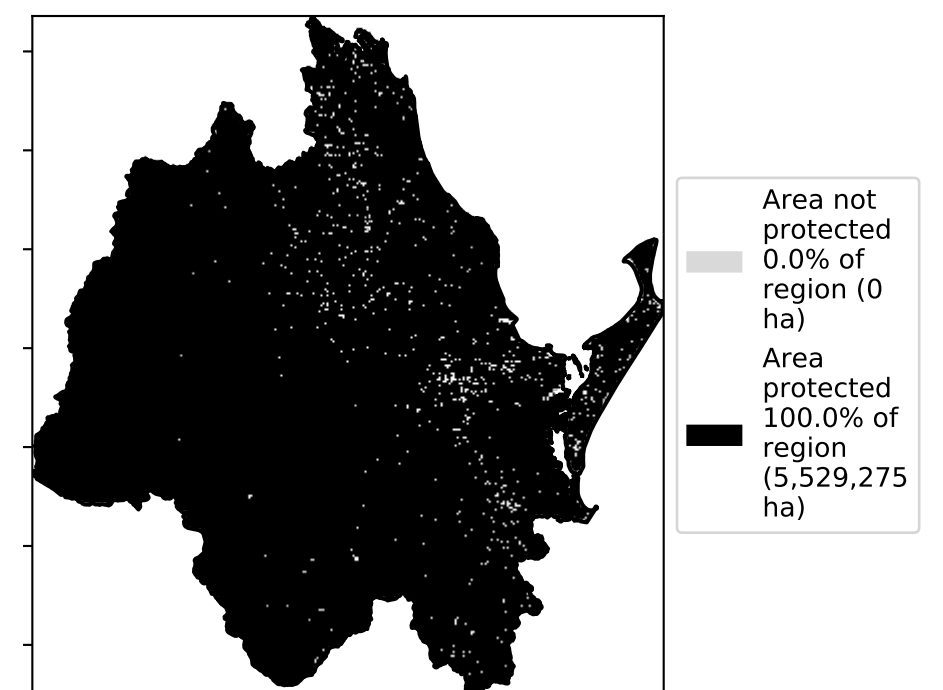 Area not
protected
0.0% of
region (0
ha)
Area
protected
100.0% of
region
(5,529,275
ha)